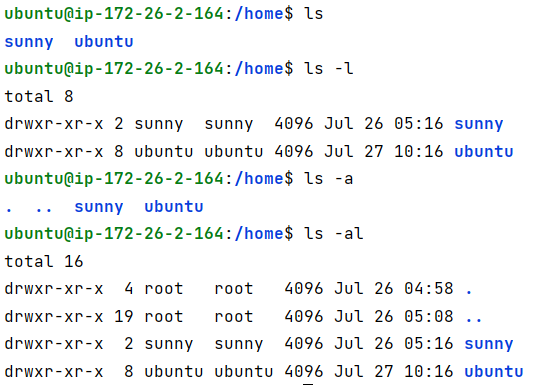 ubuntu@ip-172-26-2-164:/home$ ls
sunny  ubuntu
ubuntu@ip-172-26-2-164:/home$ ls -l
total 8
drwxr-xr-x 2 sunny  sunny  4096 Jul 26 05:16 sunny
drwxr-xr-x 8 ubuntu ubuntu 4096 Jul 27 10:16 ubuntu
ubuntu@ip-172-26-2-164:/home$ ls -a
.  ..  sunny  ubuntu
ubuntu@ip-172-26-2-164:/home$ ls -al
total 16
drwxr-xr-x  4 root   root   4096 Jul 26 04:58 .
drwxr-xr-x 19 root   root   4096 Jul 26 05:08 ..
drwxr-xr-x  2 sunny  sunny  4096 Jul 26 05:16 sunny
drwxr-xr-x  8 ubuntu ubuntu 4096 Jul 27 10:16 ubuntu